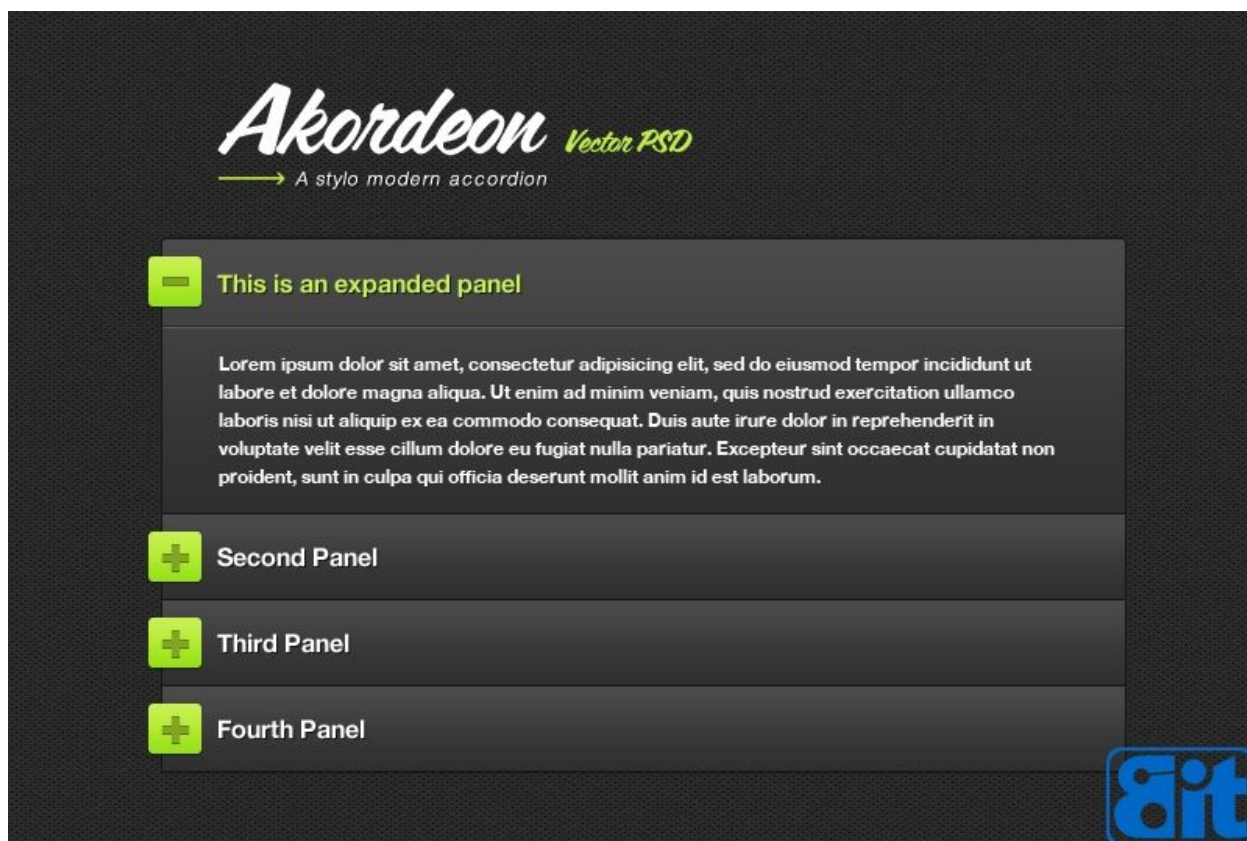 Akordeon Vector PSD
A stylo modern accordion
This is an expanded panel
Lorem ipsum dolor sit amet, consectetur adipisicing elit, sed do eiusmod tempor incididunt ut
labore et dolore magna aliqua. Ut enim ad minim veniam, quis nostrud exercitation ullamco
laboris nisi ut aliquip ex ea commodo consequat. Duis aute irure dolor in reprehenderit in
voluptate velit esse cillum dolore eu fugiat nulla pariatur. Excepteur sint occaecat cupidatat non
proident, sunt in culpa qui officia deserunt mollit anim id est laborum.
Second Panel
Third Panel
Fourth Panel